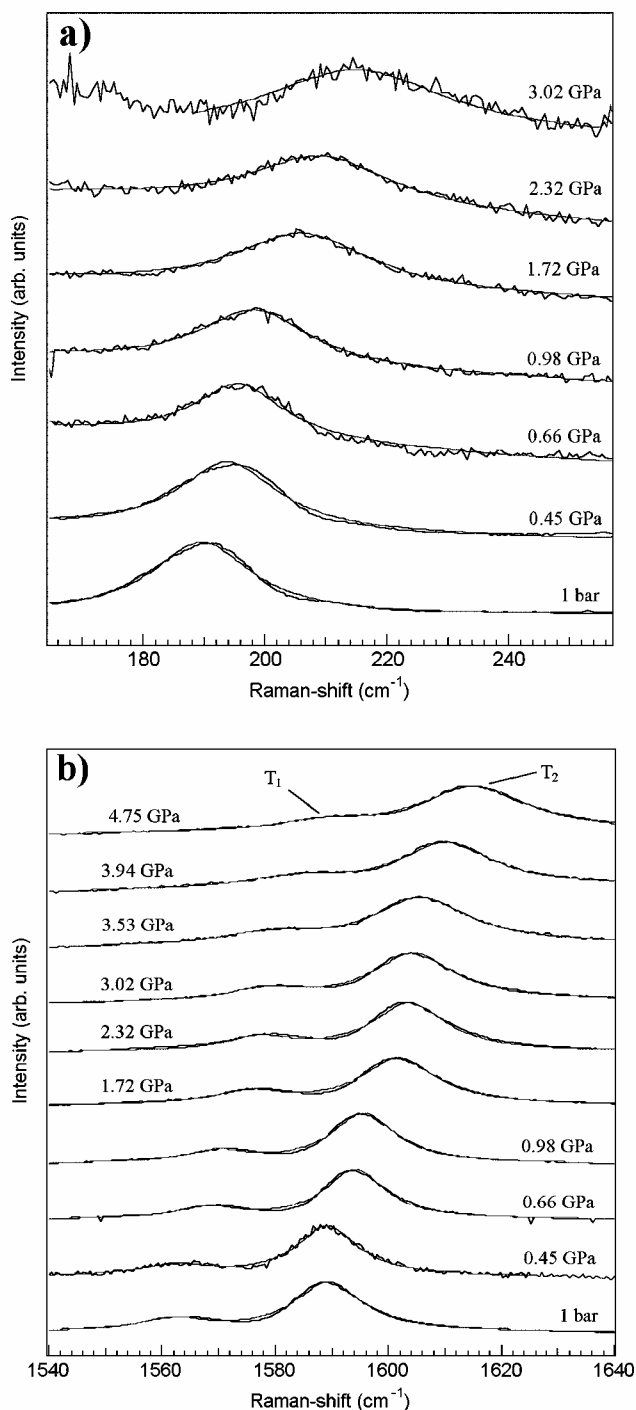 a)
3.02 GPa
2.32 GPa
1.72 GPa
0.98 GPa
0.66 GPa
0.45 GPa
1 bar
Intensity (arb. units)
180 200 220 240
Raman-shift (cm⁻¹)
b)
T₁ T₂
4.75 GPa
3.94 GPa
3.53 GPa
3.02 GPa
2.32 GPa
1.72 GPa
0.98 GPa
0.66 GPa
0.45 GPa
1 bar
Intensity (arb. units)
1540 1560 1580 1600 1620 1640
Raman-shift (cm⁻¹)